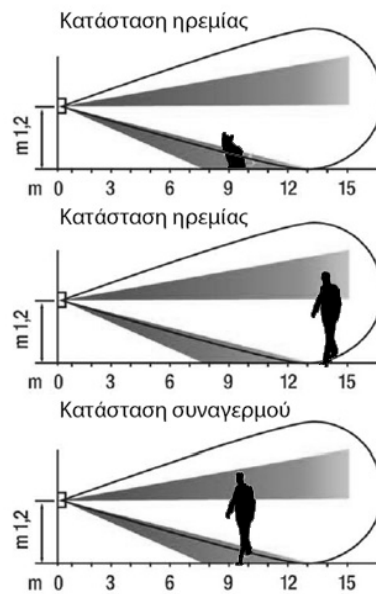 Κατάσταση ηρεμίας
m 1,2
m 0 3 6 9 12 15
Κατάσταση ηρεμίας
m 1,2
m 0 3 6 9 12 15
Κατάσταση συναγερμού
m 1,2
m 0 3 6 9 12 15